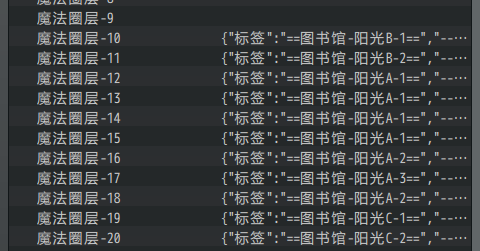 魔法圈层-9
魔法圈层-10 {"标签":"==图书馆-阳光B-1==","--…
魔法圈层-11 {"标签":"==图书馆-阳光B-2==","--…
魔法圈层-12 {"标签":"==图书馆-阳光A-1==","--…
魔法圈层-13 {"标签":"==图书馆-阳光A-1==","--…
魔法圈层-14 {"标签":"==图书馆-阳光A-1==","--…
魔法圈层-15 {"标签":"==图书馆-阳光A-1==","--…
魔法圈层-16 {"标签":"==图书馆-阳光A-2==","--…
魔法圈层-17 {"标签":"==图书馆-阳光A-3==","--…
魔法圈层-18 {"标签":"==图书馆-阳光A-2==","--…
魔法圈层-19 {"标签":"==图书馆-阳光C-1==","--…
魔法圈层-20 {"标签":"==图书馆-阳光C-2==","--…